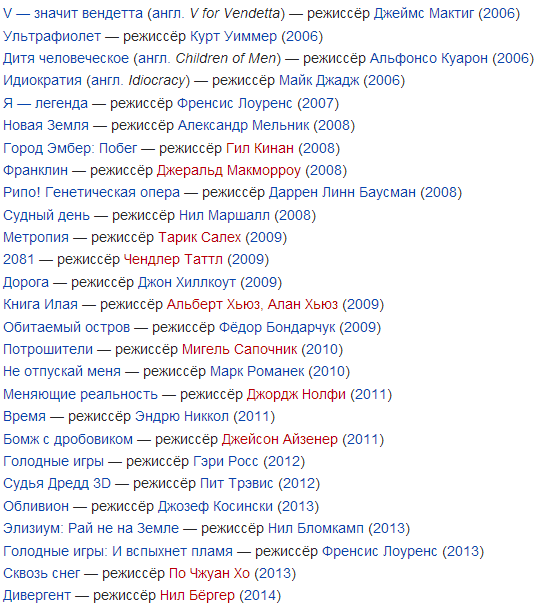 V — значит вендетта (англ. V for Vendetta) — режиссёр Джеймс Мактиг (2006)
Ультрафиолет — режиссёр Курт Уиммер (2006)
Дитя человеческое (англ. Children of Men) — режиссёр Альфонсо Куарон (2006)
Идиократия (англ. Idiocracy) — режиссёр Майк Джадж (2006)
Я — легенда — режиссёр Френсис Лоуренс (2007)
Новая Земля — режиссёр Александр Мельник (2008)
Город Эмбер: Побег — режиссёр Гил Кинан (2008)
Франклин — режиссёр Джеральд Макморроу (2008)
Рипо! Генетическая опера — режиссёр Даррен Линн Баусман (2008)
Судный день — режиссёр Нил Маршалл (2008)
Метропия — режиссёр Тарик Салех (2009)
2081 — режиссёр Чендлер Таттл (2009)
Дорога — режиссёр Джон Хиллкоут (2009)
Книга Илая — режиссёр Альберт Хьюз, Алан Хьюз (2009)
Обитаемый остров — режиссёр Фёдор Бондарчук (2009)
Потрошители — режиссёр Мигель Сапочник (2010)
Не отпускай меня — режиссёр Марк Романек (2010)
Меняющие реальность — режиссёр Джордж Нолфи (2011)
Время — режиссёр Эндрю Никкол (2011)
Бомж с дробовиком — режиссёр Джейсон Айзенер (2011)
Голодные игры — режиссёр Гэри Росс (2012)
Судья Дредд 3D — режиссёр Пит Трэвис (2012)
Обливион — режиссёр Джозеф Косински (2013)
Элизиум: Рай не на Земле — режиссёр Нил Бломкамп (2013)
Голодные игры: И вспыхнет пламя — режиссёр Френсис Лоуренс (2013)
Сквозь снег — режиссёр По Чжуан Хо (2013)
Дивергент — режиссёр Нил Бёргер (2014)